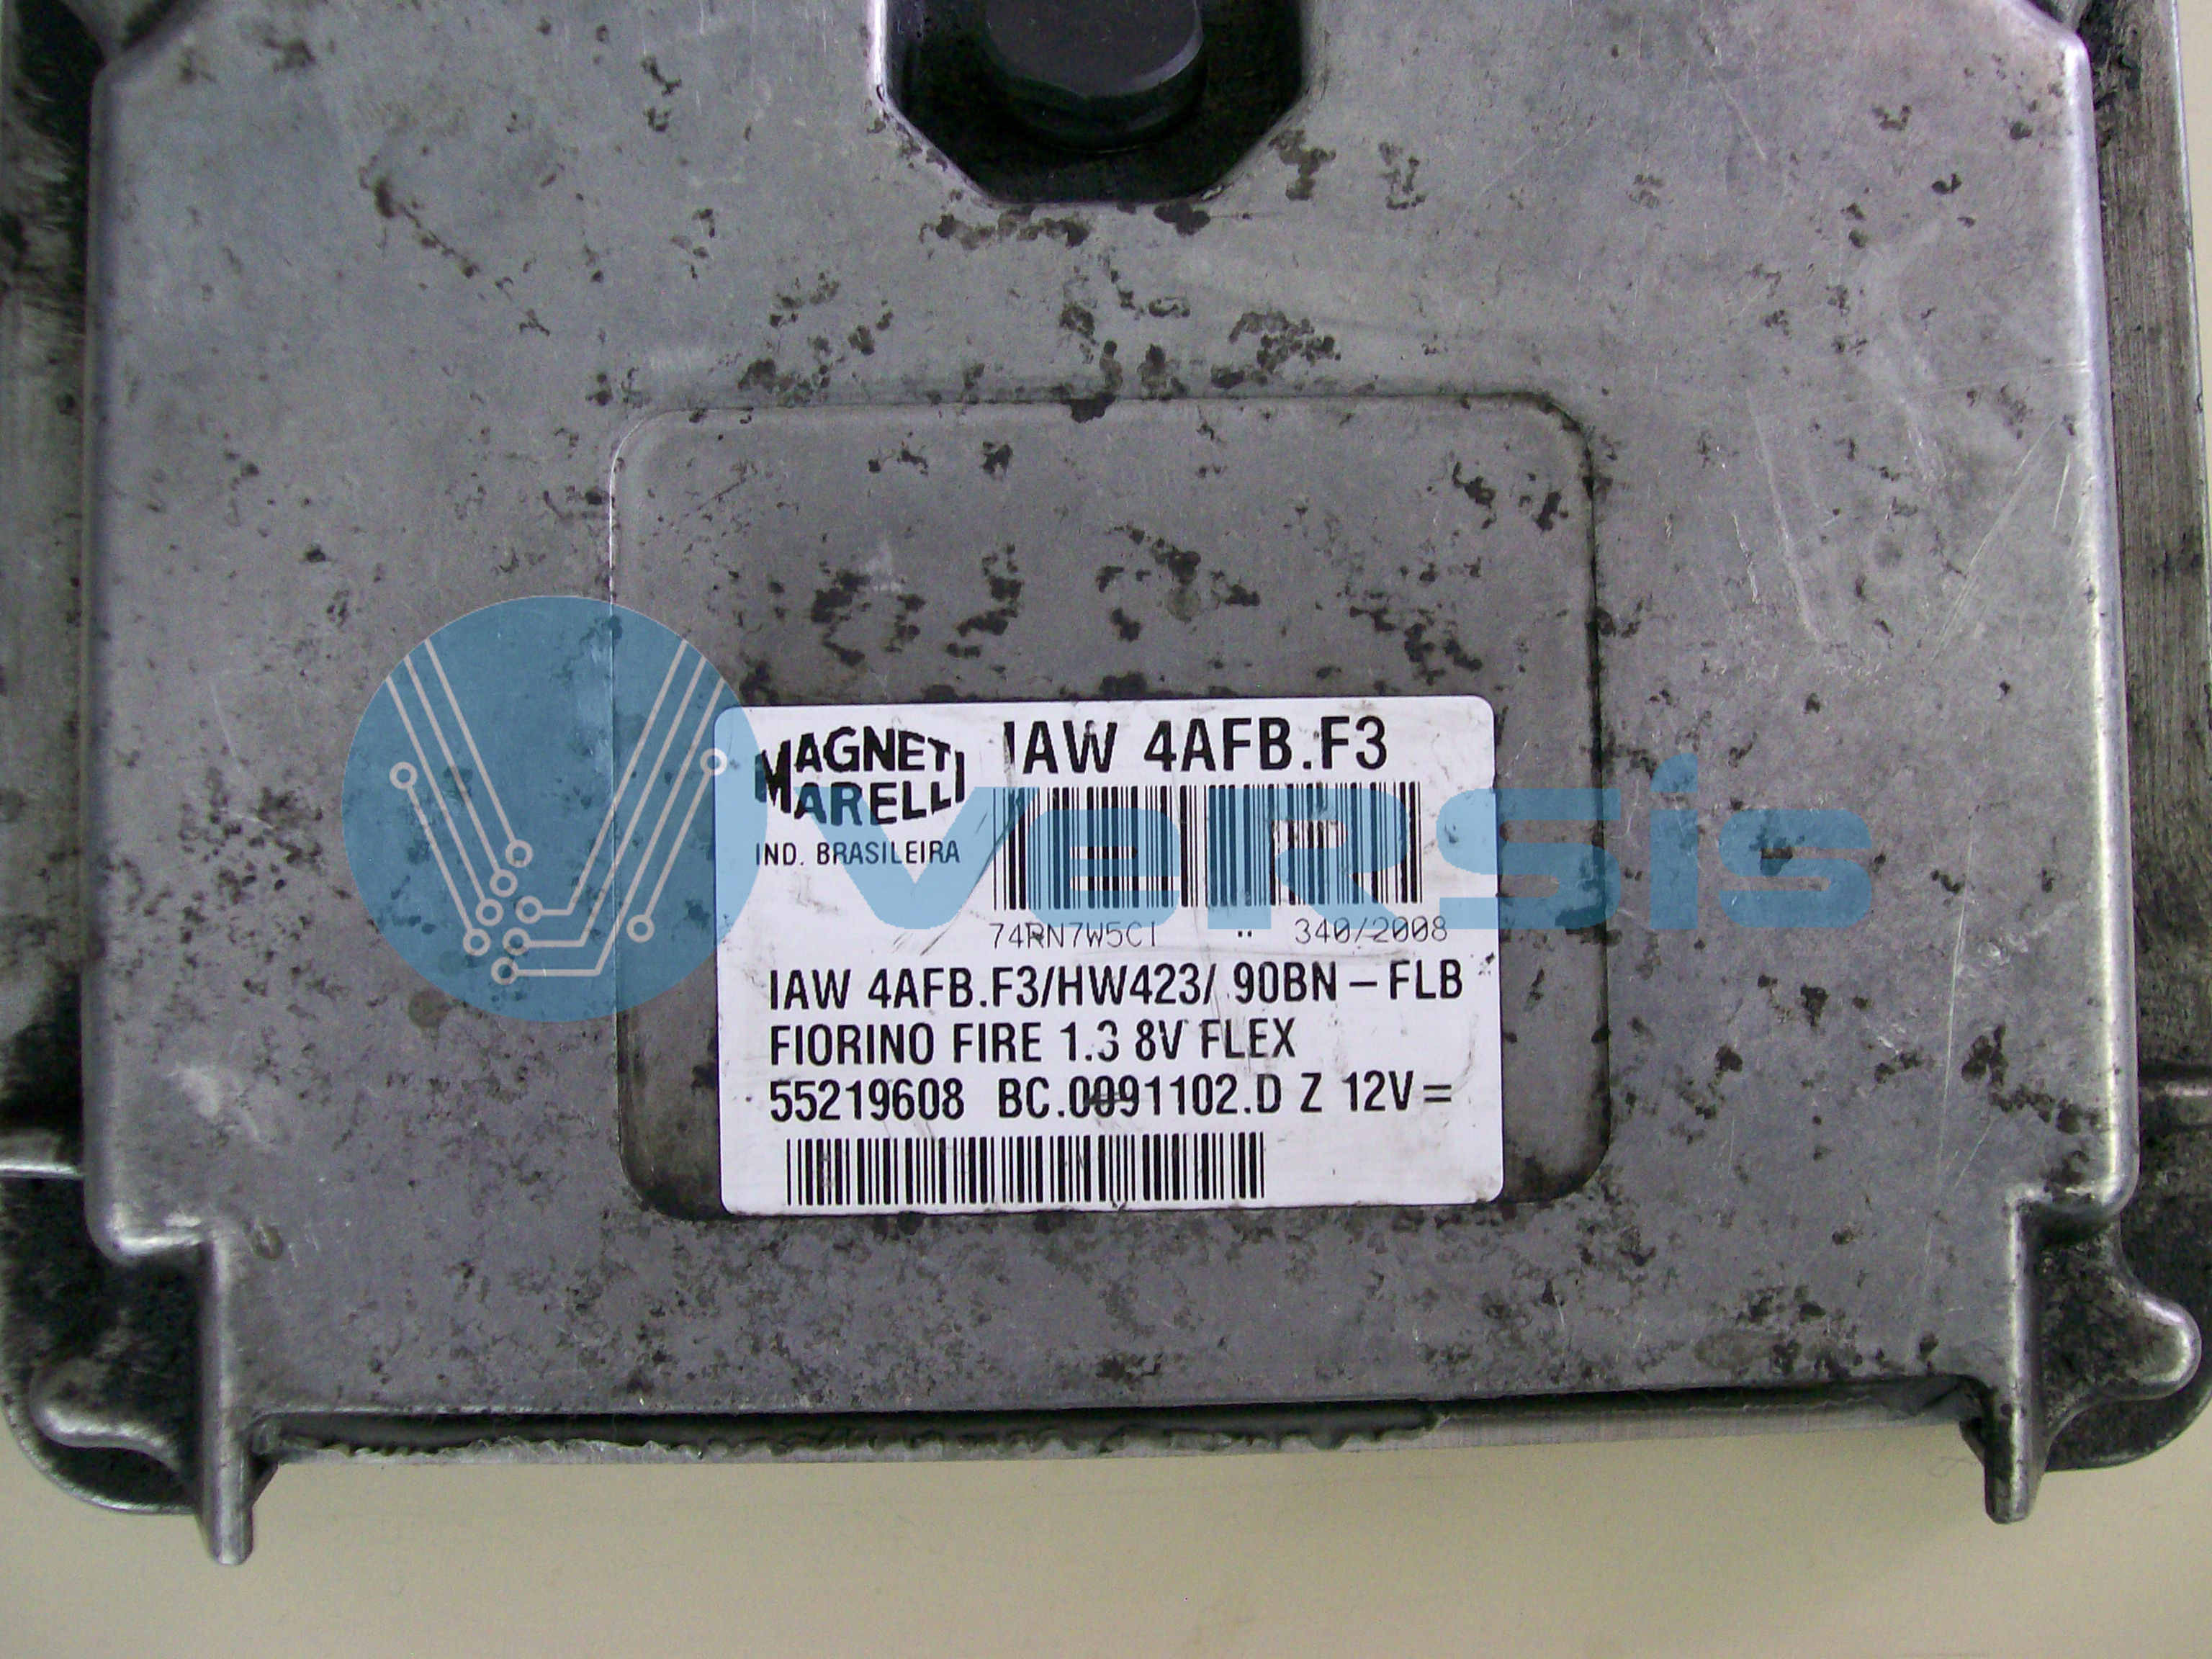 MAGNETI
MARELLI
IND. BRASILEIRA
IAW 4AFB.F3
74RN7W5CI .. 340/2008
IAW 4AFB.F3/HW423/ 90BN – FLB
FIORINO FIRE 1.3 8V FLEX
55219608 BC.0091102.D Z 12V=
veRSis